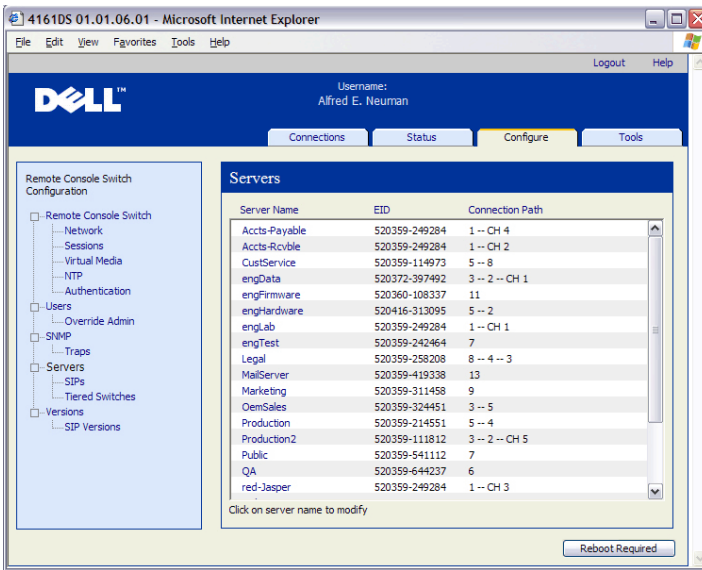 4161DS 01.01.06.01 - Microsoft Internet Explorer
File Edit View Favorites Tools Help
Logout Help
DELL™
Username:
Alfred E. Neuman
Connections Status Configure Tools
Remote Console Switch
Configuration
Remote Console Switch
Network
Sessions
Virtual Media
NTP
Authentication
Users
Override Admin
SNMP
Traps
Servers
SIPs
Tiered Switches
Versions
SIP Versions
Servers
Server Name EID Connection Path
Accts-Payable 520359-249284 1 -- CH 4
Accts-Rcvble 520359-249284 1 -- CH 2
CustService 520359-114973 5 -- 8
engData 520372-397492 3 -- 2 -- CH 1
engFirmware 520360-108337 11
engHardware 520416-313095 5 -- 2
engLab 520359-249284 1 -- CH 1
engTest 520359-242464 7
Legal 520359-258208 8 -- 4 -- 3
MailServer 520359-419338 13
Marketing 520359-311458 9
OemSales 520359-324451 3 -- 5
Production 520359-214551 5 -- 4
Production2 520359-111812 3 -- 2 -- CH 5
Public 520359-541112 7
QA 520359-644237 6
red-Jasper 520359-249284 1 -- CH 3
Click on server name to modify
Reboot Required